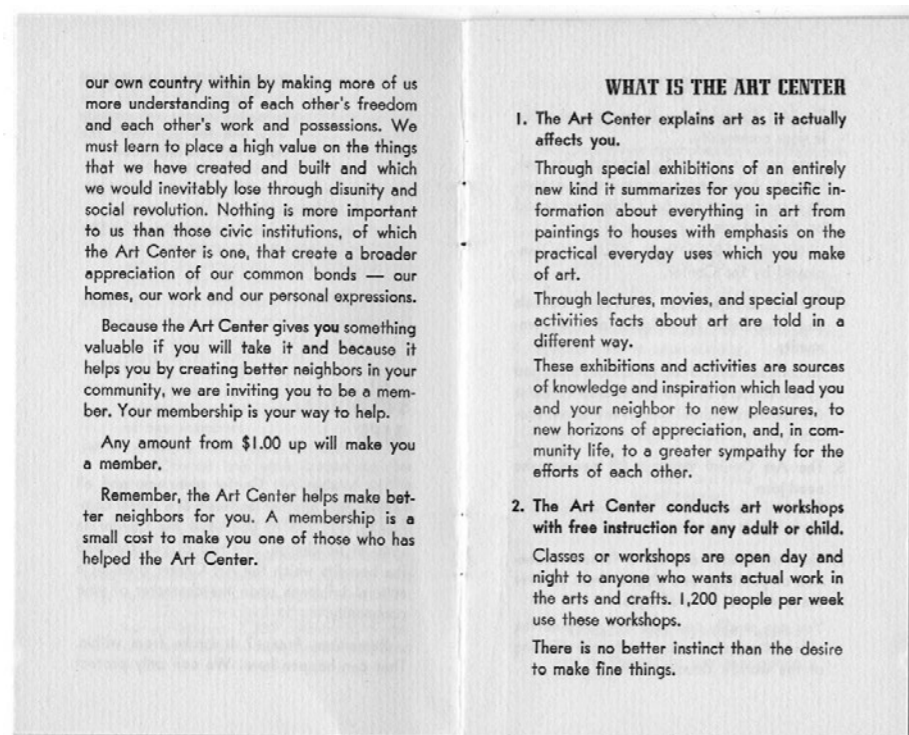 our own country within by making more of us
more understanding of each other's freedom
and each other's work and possessions. We
must learn to place a high value on the things
that we have created and built and which
we would inevitably lose through disunity and
social revolution. Nothing is more important
to us than those civic institutions, of which
the Art Center is one, that create a broader
appreciation of our common bonds — our
homes, our work and our personal expressions.
Because the Art Center gives you something
valuable if you will take it and because it
helps you by creating better neighbors in your
community, we are inviting you to be a mem-
ber. Your membership is your way to help.
Any amount from $1.00 up will make you
a member.
Remember, the Art Center helps make bet-
ter neighbors for you. A membership is a
small cost to make you one of those who has
helped the Art Center.
WHAT IS THE ART CENTER
1. The Art Center explains art as it actually
affects you.
Through special exhibitions of an entirely
new kind it summarizes for you specific in-
formation about everything in art from
paintings to houses with emphasis on the
practical everyday uses which you make
of art.
Through lectures, movies, and special group
activities facts about art are told in a
different way.
These exhibitions and activities are sources
of knowledge and inspiration which lead you
and your neighbor to new pleasures, to
new horizons of appreciation, and, in com-
munity life, to a greater sympathy for the
efforts of each other.
2. The Art Center conducts art workshops
with free instruction for any adult or child.
Classes or workshops are open day and
night to anyone who wants actual work in
the arts and crafts. 1,200 people per week
use these workshops.
There is no better instinct than the desire
to make fine things.